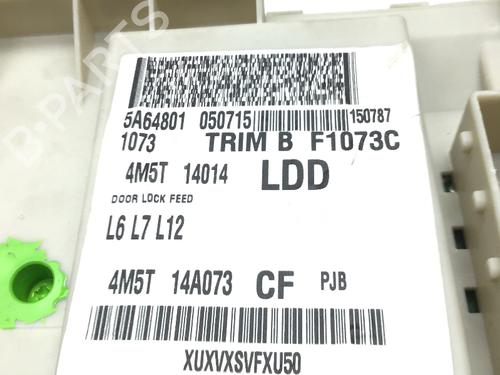 5A64801 050715 150787
1073 TRIM B F1073C
4M5T 14014 LDD
DOOR LOCK FEED
L6 L7 L12
4M5T 14A073 CF PJB
XUXVXSVFXU50
B-PARTS